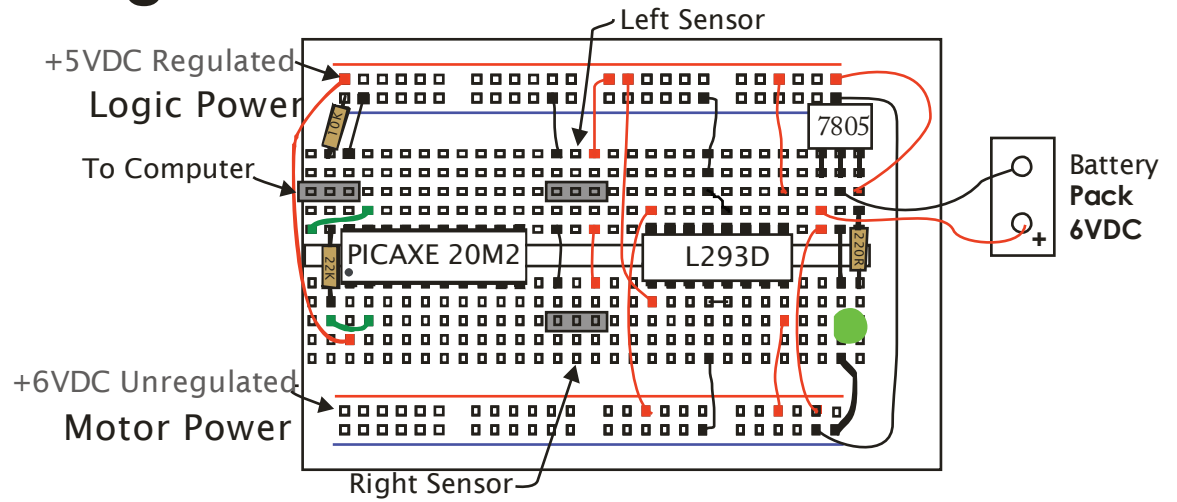 Left Sensor
+5VDC Regulated
Logic Power
10K
7805
To Computer
Battery
Pack
6VDC
+
PICAXE 20M2
L293D
22K
220R
+6VDC Unregulated
Motor Power
Right Sensor